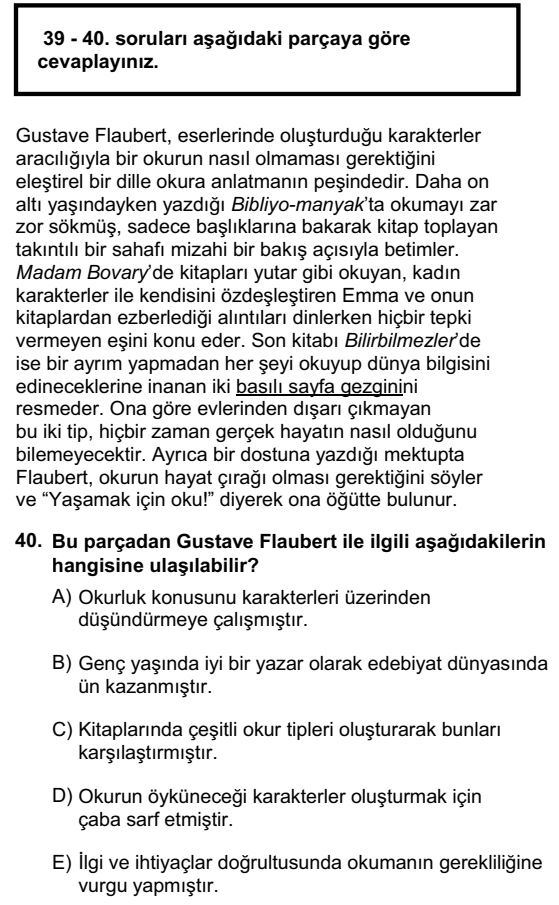 39 - 40. soruları aşağıdaki parçaya göre
cevaplayınız.
Gustave Flaubert, eserlerinde oluşturduğu karakterler
aracılığıyla bir okurun nasıl olmaması gerektiğini
eleştirel bir dille okura anlatmanın peşindedir. Daha on
altı yaşındayken yazdığı Bibliyo-manyak'ta okumayı zar
zor sökmüş, sadece başlıklarına bakarak kitap toplayan
takıntılı bir sahafı mizahi bir bakış açısıyla betimler.
Madam Bovary'de kitapları yutar gibi okuyan, kadın
karakterler ile kendisini özdeşleştiren Emma ve onun
kitaplardan ezberlediği alıntıları dinlerken hiçbir tepki
vermeyen eşini konu eder. Son kitabı Bilirbilmezler'de
ise bir ayrım yapmadan her şeyi okuyup dünya bilgisini
edineceklerine inanan iki basılı sayfa gezginini
resmeder. Ona göre evlerinden dışarı çıkmayan
bu iki tip, hiçbir zaman gerçek hayatın nasıl olduğunu
bilemeyecektir. Ayrıca bir dostuna yazdığı mektupta
Flaubert, okurun hayat çırağı olması gerektiğini söyler
ve “Yaşamak için oku!” diyerek ona öğütte bulunur.
40. Bu parçadan Gustave Flaubert ile ilgili aşağıdakilerin
hangisine ulaşılabilir?
A) Okurluk konusunu karakterleri üzerinden
düşündürmeye çalışmıştır.
B) Genç yaşında iyi bir yazar olarak edebiyat dünyasında
ün kazanmıştır.
C) Kitaplarında çeşitli okur tipleri oluşturarak bunları
karşılaştırmıştır.
D) Okurun öyküneceği karakterler oluşturmak için
çaba sarf etmiştir.
E) İlgi ve ihtiyaçlar doğrultusunda okumanın gerekliliğine
vurgu yapmıştır.